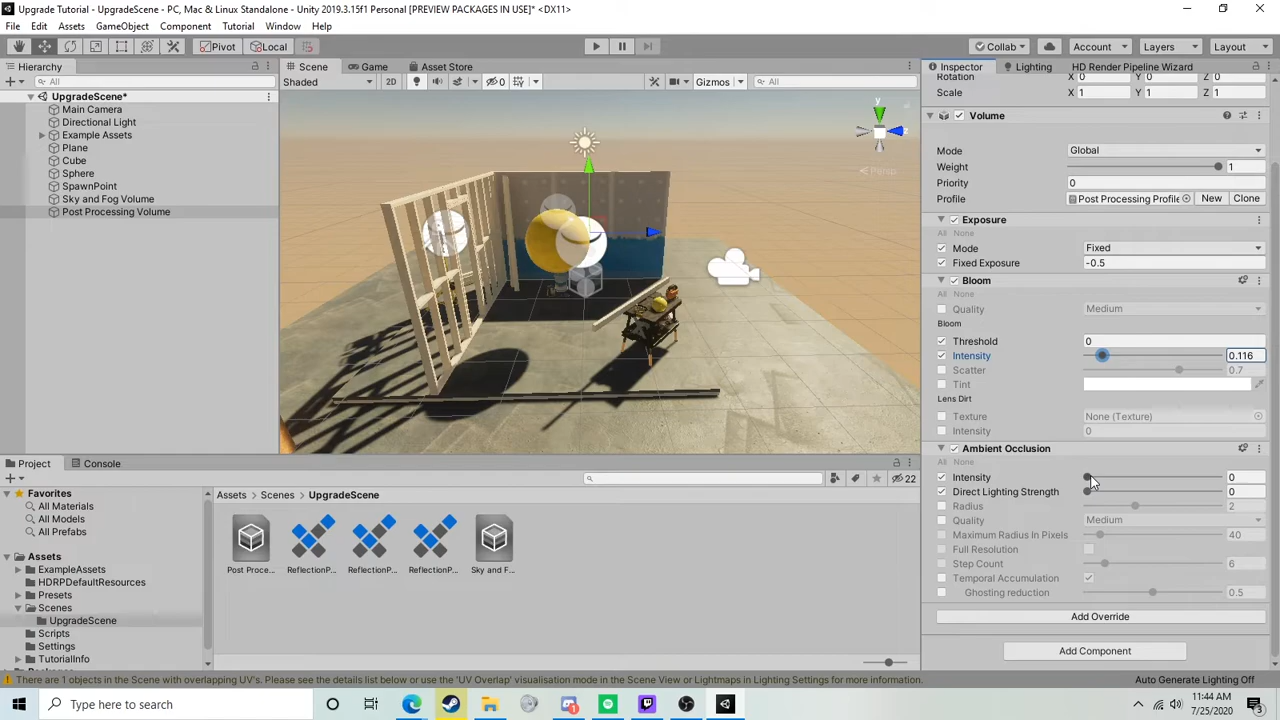 Upgrade Tutorial - UpgradeScene - PC, Mac & Linux Standalone - Unity 2019.3.15f1 Personal [PREVIEW PACKAGES IN USE]* <DX11>
File Edit Assets GameObject Component Tutorial Window Help
Pivot Local Collab Account Layers Layout
Hierarchy Scene Game Asset Store Inspector Lighting HD Render Pipeline Wizard
All Shaded 2D 0 Gizmos All
Rotation X 0 Y 0 Z 0
Scale X 1 Y 1 Z 1
UpgradeScene*
Main Camera
Directional Light
Example Assets
Plane
Cube
Sphere
SpawnPoint
Sky and Fog Volume
Post Processing Volume
y
Persp
Volume
Mode Global
Weight 1
Priority 0
Profile Post Processing Profile New Clone
Exposure
All None
Mode Fixed
Fixed Exposure -0.5
Bloom
All None
Quality Medium
Bloom
Threshold 0
Intensity 0.116
Scatter 0.7
Tint
Lens Dirt
Texture None (Texture)
Intensity 0
Ambient Occlusion
All None
Intensity 0
Direct Lighting Strength 0
Radius 2
Quality Medium
Maximum Radius In Pixels 40
Full Resolution
Step Count 6
Temporal Accumulation
Ghosting reduction 0.5
Add Override
Add Component
Project Console
22
Favorites
All Materials
All Models
All Prefabs
Assets
ExampleAssets
HDRPDefaultResources
Presets
Scenes
UpgradeScene
Scripts
Settings
TutorialInfo
Assets Scenes UpgradeScene
Post Proce... ReflectionP... ReflectionP... ReflectionP... Sky and F...
There are 1 objects in the Scene with overlapping UV's. Please see the details list below or use the 'UV Overlap' visualisation mode in the Scene View or Lightmaps in Lighting Settings for more information.
Auto Generate Lighting Off
Type here to search
11:44 AM
7/25/2020
3